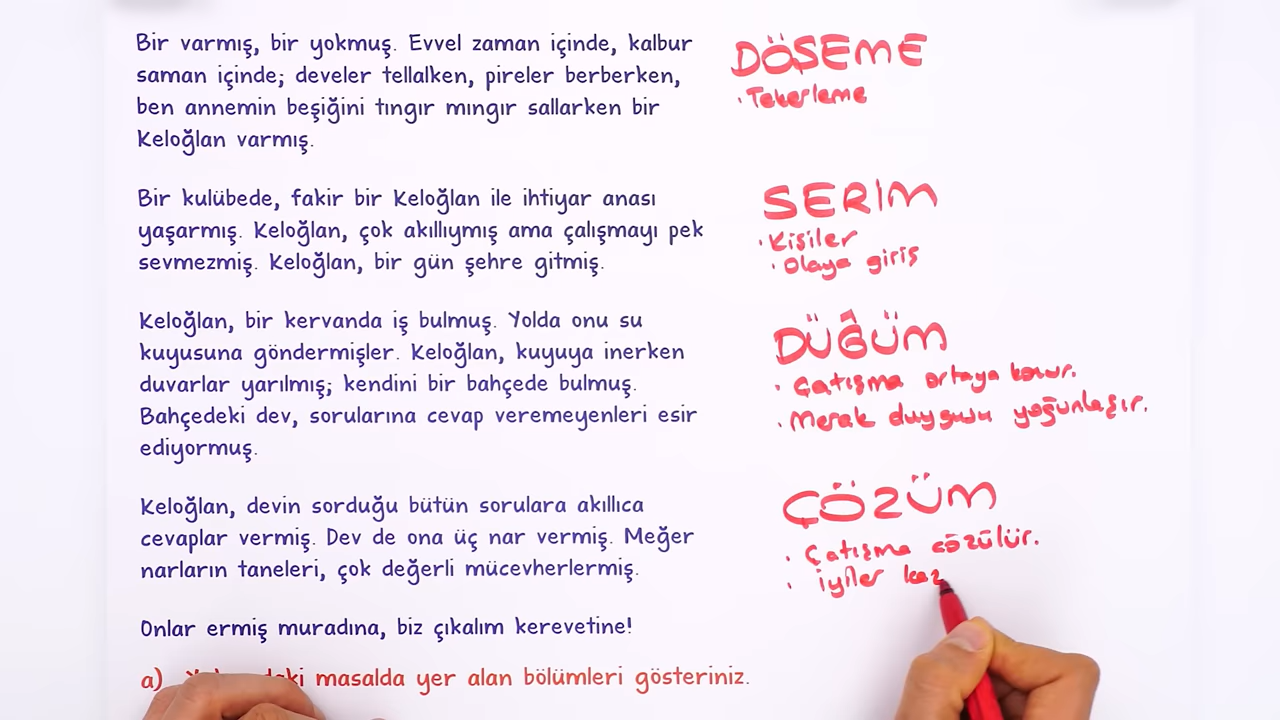 Bir varmış, bir yokmuş. Evvel zaman içinde, kalbur
saman içinde; develer tellalken, pireler berberken,
ben annemin beşiğini tıngır mıngır sallarken bir
Keloğlan varmış.
DÖŞEME
• Tekerleme
Bir kulübede, fakir bir Keloğlan ile ihtiyar anası
yaşarmış. Keloğlan, çok akıllıymış ama çalışmayı pek
sevmezmiş. Keloğlan, bir gün şehre gitmiş.
SERİM
• Kişiler
• Olaya giriş
Keloğlan, bir kervanda iş bulmuş. Yolda onu su
kuyusuna göndermişler. Keloğlan, kuyuya inerken
duvarlar yarılmış; kendini bir bahçede bulmuş.
Bahçedeki dev, sorularına cevap veremeyenleri esir
ediyormuş.
DÜĞÜM
• Çatışma ortaya konur.
• Merak duygusu yoğunlaşır.
Keloğlan, devin sorduğu bütün sorulara akıllıca
cevaplar vermiş. Dev de ona üç nar vermiş. Meğer
narların taneleri, çok değerli mücevherlermiş.
ÇÖZÜM
• Çatışma çözülür.
• İyiler kaz
Onlar ermiş muradına, biz çıkalım kerevetine!
a) masalda yer alan bölümleri gösteriniz.